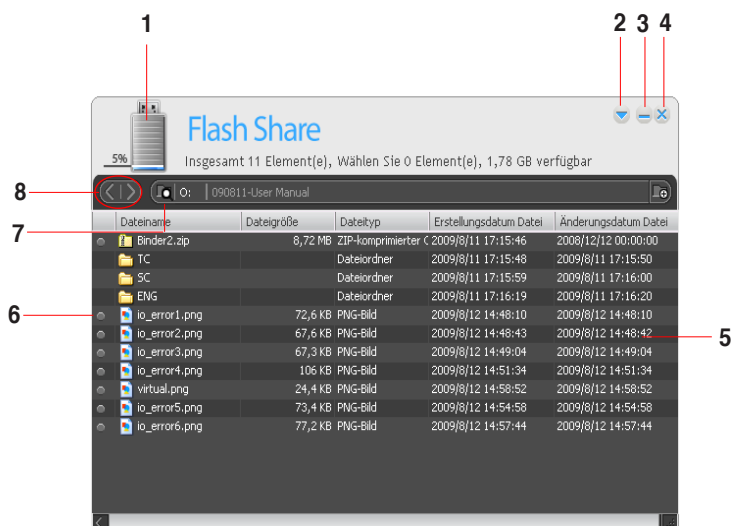 1 2 3 4
Flash Share
5%
Insgesamt 11 Element(e), Wählen Sie 0 Element(e), 1,78 GB verfügbar
8
O: 090811-User Manual
7
Dateiname Dateigröße Dateityp Erstellungsdatum Datei Änderungsdatum Datei
Binder2.zip 8,72 MB ZIP-komprimierter O 2009/8/11 17:15:46 2008/12/12 00:00:00
TC Dateiordner 2009/8/11 17:15:48 2009/8/11 17:15:50
SC Dateiordner 2009/8/11 17:15:59 2009/8/11 17:16:00
ENG Dateiordner 2009/8/11 17:16:19 2009/8/11 17:16:20
6 io_error1.png 72,6 KB PNG-Bild 2009/8/12 14:48:10 2009/8/12 14:48:10
io_error2.png 67,6 KB PNG-Bild 2009/8/12 14:48:43 2009/8/12 14:48:42 5
io_error3.png 67,3 KB PNG-Bild 2009/8/12 14:49:04 2009/8/12 14:49:04
io_error4.png 106 KB PNG-Bild 2009/8/12 14:51:34 2009/8/12 14:51:34
virtual.png 24,4 KB PNG-Bild 2009/8/12 14:58:52 2009/8/12 14:58:52
io_error5.png 73,4 KB PNG-Bild 2009/8/12 14:54:58 2009/8/12 14:54:58
io_error6.png 77,2 KB PNG-Bild 2009/8/12 14:57:44 2009/8/12 14:57:44